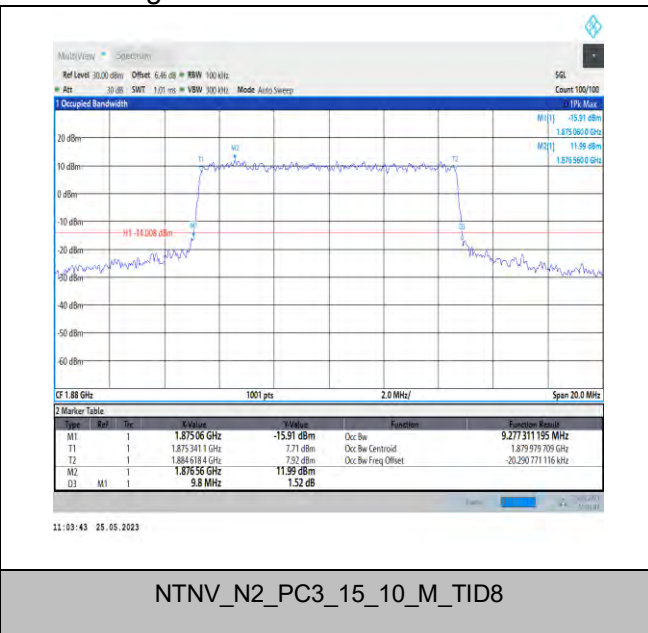 MultiView Spectrum
Ref Level 30.00 dBm Offset 6.46 dB RBW 100 kHz SGL
Att 30 dB SWT 1.01 ms VBW 300 kHz Mode Auto Sweep Count 100/100
1 Occupied Bandwidth 1Pk Max
M1[1] -15.91 dBm
1.875 060 0 GHz
M2[1] 11.99 dBm
1.876 560 0 GHz
20 dBm
M2
T1 T2
10 dBm
0 dBm
-10 dBm
M1 D3
H1 -14.008 dBm
-20 dBm
-30 dBm
-40 dBm
-50 dBm
-60 dBm
CF 1.88 GHz 1001 pts 2.0 MHz/ Span 20.0 MHz
2 Marker Table
Type Ref Trc X-Value Y-Value Function Function Result
M1 1 1.87506 GHz -15.91 dBm Occ Bw 9.277 311 195 MHz
T1 1 1.875 341 1 GHz 7.71 dBm Occ Bw Centroid 1.879 979 709 GHz
T2 1 1.884 618 4 GHz 7.92 dBm Occ Bw Freq Offset -20.290 771 116 kHz
M2 1 1.87656 GHz 11.99 dBm
D3 M1 1 9.8 MHz 1.52 dB
11:03:43 25.05.2023
NTNV_N2_PC3_15_10_M_TID8